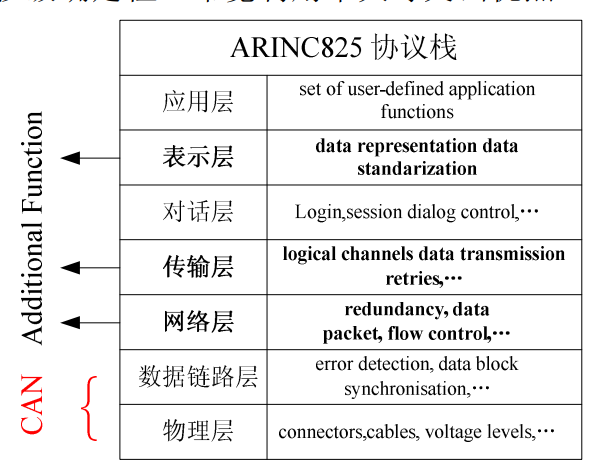 ARINC825 协议栈
应用层
set of user-defined application
functions
表示层
data representation data
standarization
对话层
Login,session dialog control,…
传输层
logical channels data transmission
retries,…
网络层
redundancy, data
packet, flow control,…
数据链路层
error detection, data block
synchronisation,…
物理层
connectors,cables, voltage levels,…
Additional Function
CAN